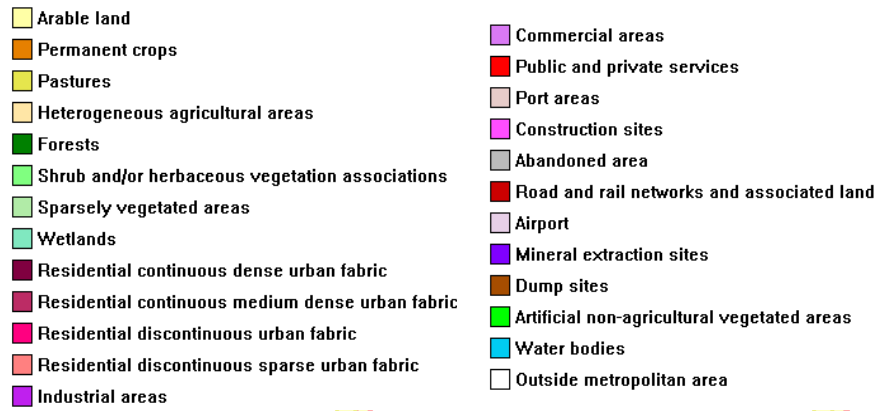 Arable land
Permanent crops
Pastures
Heterogeneous agricultural areas
Forests
Shrub and/or herbaceous vegetation associations
Sparsely vegetated areas
Wetlands
Residential continuous dense urban fabric
Residential continuous medium dense urban fabric
Residential discontinuous urban fabric
Residential discontinuous sparse urban fabric
Industrial areas
Commercial areas
Public and private services
Port areas
Construction sites
Abandoned area
Road and rail networks and associated land
Airport
Mineral extraction sites
Dump sites
Artificial non-agricultural vegetated areas
Water bodies
Outside metropolitan area